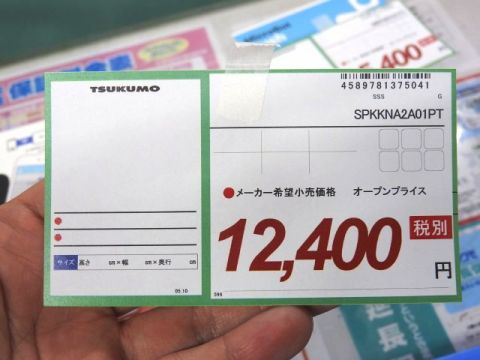 TSUKUMO
サイズ 高さ cm×幅 cm×奥行 cm
05.10
4589781375041
SSS G
SPKKNA2A01PT
●メーカー希望小売価格 オープンプライス
12,400 税別
円
5,400